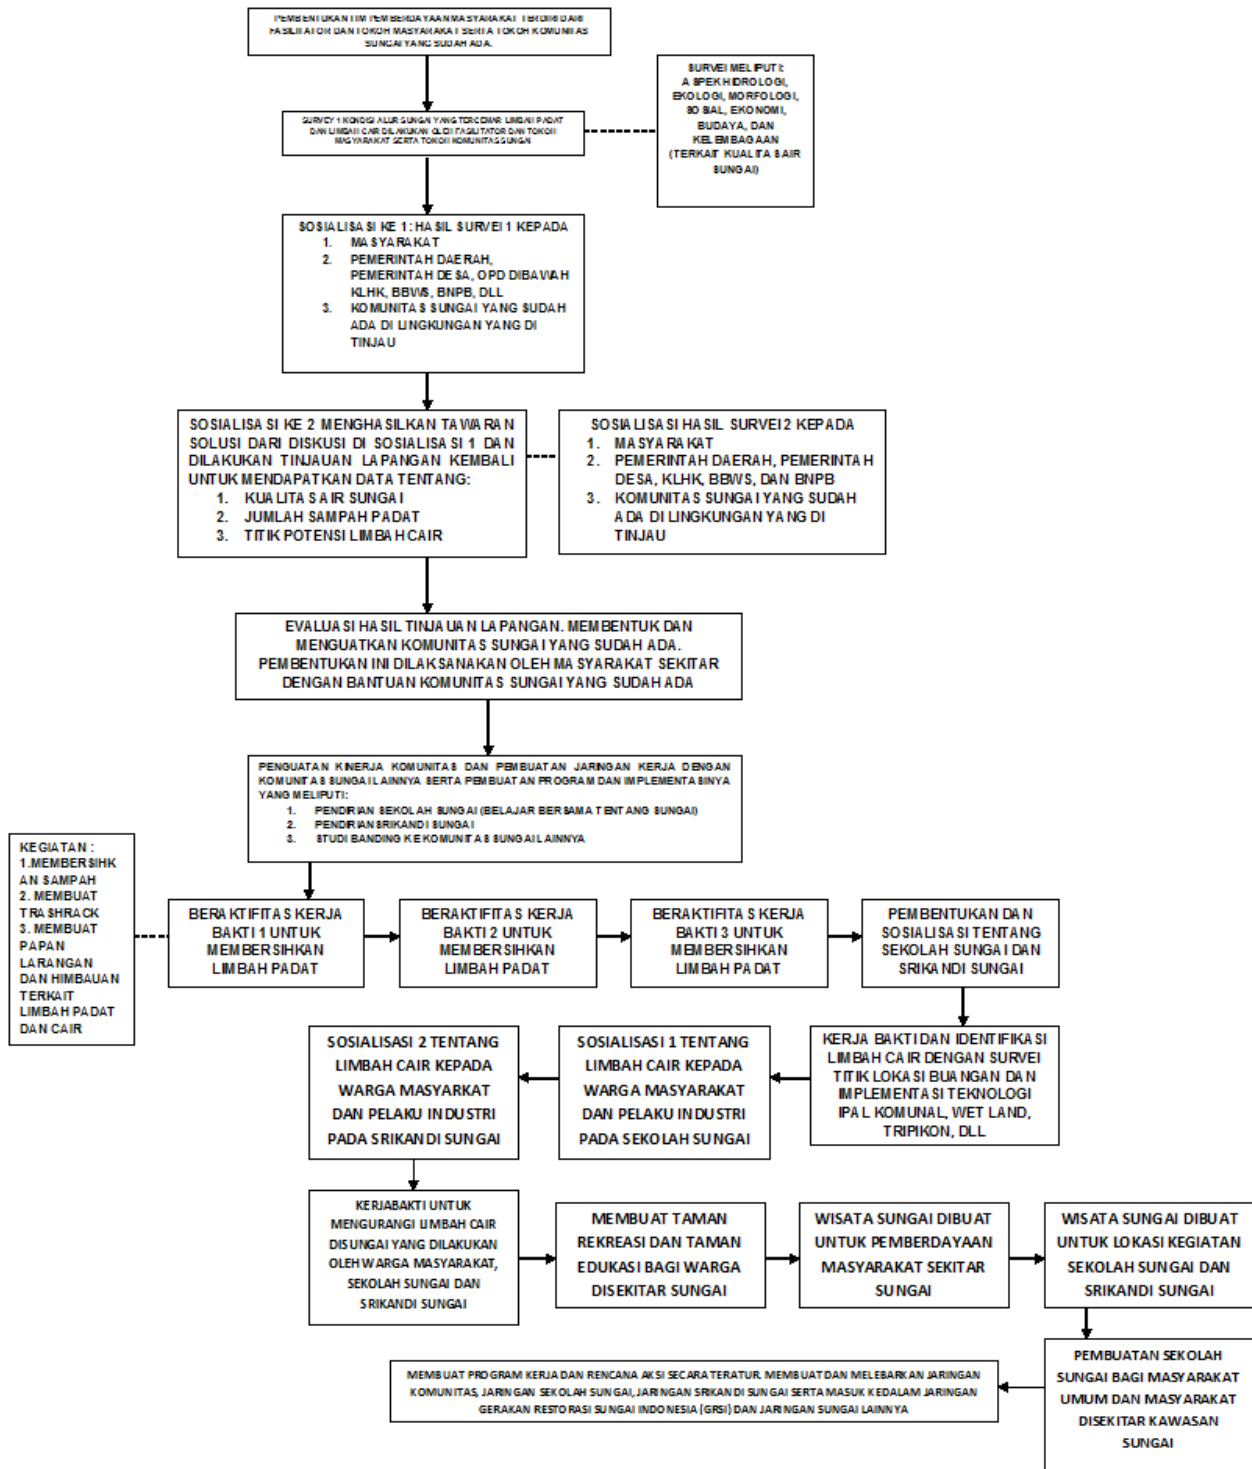 PEMBENTUKAN TIM PEMBERDAYAAN MASYARAKAT TERDIRI DARI
FASILITATOR DAN TOKOH MASYARAKAT SERTA TOKOH KOMUNITAS
SUNGAI YANG SUDAH ADA.
SURVEY 1 KONDISI ALUR SUNGAI YANG TERCEMAR LIMBAH PADAT
DAN LIMBAH CAIR DILAKUKAN OLEH FASILITATOR DAN TOKOH
MASYARAKAT SERTA TOKOH KOMUNITAS SUNGAI
SURVEI MELIPUTI:
ASPEK HIDROLOGI,
EKOLOGI, MORFOLOGI,
SOSIAL, EKONOMI,
BUDAYA, DAN
KELEMBAGAAN
(TERKAIT KUALITAS AIR
SUNGAI)
SOSIALISASI KE 1: HASIL SURVEI 1 KEPADA
1. MASYARAKAT
2. PEMERINTAH DAERAH,
PEMERINTAH DESA, OPD DIBAWAH
KLHK, BBWS, BNPB, DLL
3. KOMUNITAS SUNGAI YANG SUDAH
ADA DI LINGKUNGAN YANG DI
TINJAU
SOSIALISASI KE 2 MENGHASILKAN TAWARAN
SOLUSI DARI DISKUSI DI SOSIALISASI 1 DAN
DILAKUKAN TINJAUAN LAPANGAN KEMBALI
UNTUK MENDAPATKAN DATA TENTANG:
1. KUALITAS AIR SUNGAI
2. JUMLAH SAMPAH PADAT
3. TITIK POTENSI LIMBAH CAIR
SOSIALISASI HASIL SURVEI 2 KEPADA
1. MASYARAKAT
2. PEMERINTAH DAERAH, PEMERINTAH
DESA, KLHK, BBWS, DAN BNPB
3. KOMUNITAS SUNGAI YANG SUDAH
ADA DI LINGKUNGAN YANG DI
TINJAU
EVALUASI HASIL TINJAUAN LAPANGAN. MEMBENTUK DAN
MENGUATKAN KOMUNITAS SUNGAI YANG SUDAH ADA.
PEMBENTUKAN INI DILAKSANAKAN OLEH MASYARAKAT SEKITAR
DENGAN BANTUAN KOMUNITAS SUNGAI YANG SUDAH ADA
PENGUATAN KINERJA KOMUNITAS DAN PEMBUATAN JARINGAN KERJA DENGAN
KOMUNITAS SUNGAI LAINNYA SERTA PEMBUATAN PROGRAM DAN IMPLEMENTASINYA
YANG MELIPUTI:
1. PENDIRIAN SEKOLAH SUNGAI (BELAJAR BERSAMA TENTANG SUNGAI)
2. PENDIRIAN SRIKANDI SUNGAI
3. STUDI BANDING KE KOMUNITAS SUNGAI LAINNYA
KEGIATAN :
1.MEMBERSIHK
AN SAMPAH
2. MEMBUAT
TRASHRACK
3. MEMBUAT
PAPAN
LARANGAN
DAN HIMBAUAN
TERKAIT
LIMBAH PADAT
DAN CAIR
BERAKTIFITAS KERJA
BAKTI 1 UNTUK
MEMBERSIHKAN
LIMBAH PADAT
BERAKTIFITAS KERJA
BAKTI 2 UNTUK
MEMBERSIHKAN
LIMBAH PADAT
BERAKTIFITAS KERJA
BAKTI 3 UNTUK
MEMBERSIHKAN
LIMBAH PADAT
PEMBENTUKAN DAN
SOSIALISASI TENTANG
SEKOLAH SUNGAI DAN
SRIKANDI SUNGAI
KERJA BAKTI DAN IDENTIFIKASI
LIMBAH CAIR DENGAN SURVEI
TITIK LOKASI BUANGAN DAN
IMPLEMENTASI TEKNOLOGI
IPAL KOMUNAL, WET LAND,
TRIPIKON, DLL
SOSIALISASI 1 TENTANG
LIMBAH CAIR KEPADA
WARGA MASYARAKAT
DAN PELAKU INDUSTRI
PADA SEKOLAH SUNGAI
SOSIALISASI 2 TENTANG
LIMBAH CAIR KEPADA
WARGA MASYARKAT
DAN PELAKU INDUSTRI
PADA SRIKANDI SUNGAI
KERJABAKTI UNTUK
MENGURANGI LIMBAH CAIR
DISUNGAI YANG DILAKUKAN
OLEH WARGA MASYARAKAT,
SEKOLAH SUNGAI DAN
SRIKANDI SUNGAI
MEMBUAT TAMAN
REKREASI DAN TAMAN
EDUKASI BAGI WARGA
DISEKITAR SUNGAI
WISATA SUNGAI DIBUAT
UNTUK PEMBERDAYAAN
MASYARAKAT SEKITAR
SUNGAI
WISATA SUNGAI DIBUAT
UNTUK LOKASI KEGIATAN
SEKOLAH SUNGAI DAN
SRIKANDI SUNGAI
PEMBUATAN SEKOLAH
SUNGAI BAGI MASYARAKAT
UMUM DAN MASYARAKAT
DISEKITAR KAWASAN
SUNGAI
MEMBUAT PROGRAM KERJA DAN RENCANA AKSI SECARA TERATUR. MEMBUAT DAN MELEBARKAN JARINGAN
KOMUNITAS, JARINGAN SEKOLAH SUNGAI, JARINGAN SRIKANDI SUNGAI SERTA MASUK KEDALAM JARINGAN
GERAKAN RESTORASI SUNGAI INDONESIA (GRSI) DAN JARINGAN SUNGAI LAINNYA